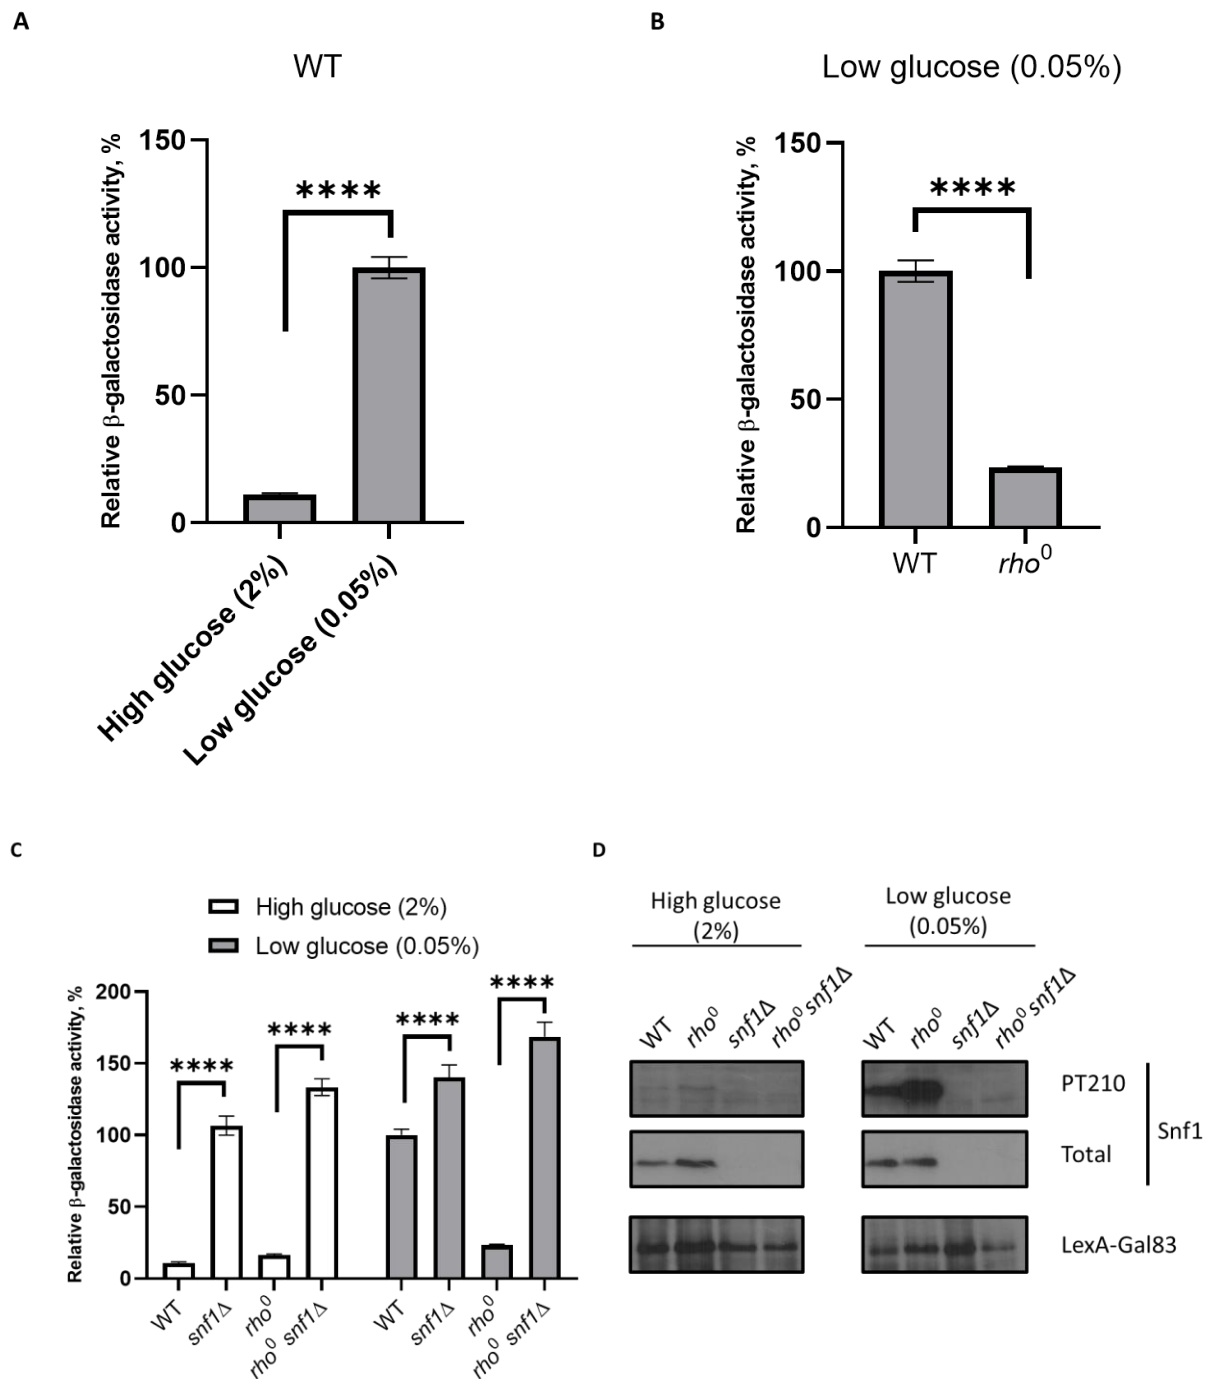 A
WT
Relative β-galactosidase activity, %
150
100
50
0
****
High glucose (2%)
Low glucose (0.05%)
B
Low glucose (0.05%)
Relative β-galactosidase activity, %
150
100
50
0
****
WT
rho⁰
C
High glucose (2%)
Low glucose (0.05%)
Relative β-galactosidase activity, %
200
150
100
50
0
****
****
****
****
WT
snf1Δ
rho⁰
rho⁰ snf1Δ
WT
snf1Δ
rho⁰
rho⁰ snf1Δ
D
High glucose
(2%)
Low glucose
(0.05%)
WT
rho⁰
snf1Δ
rho⁰ snf1Δ
WT
rho⁰
snf1Δ
rho⁰ snf1Δ
PT210
Total
Snf1
LexA-Gal83